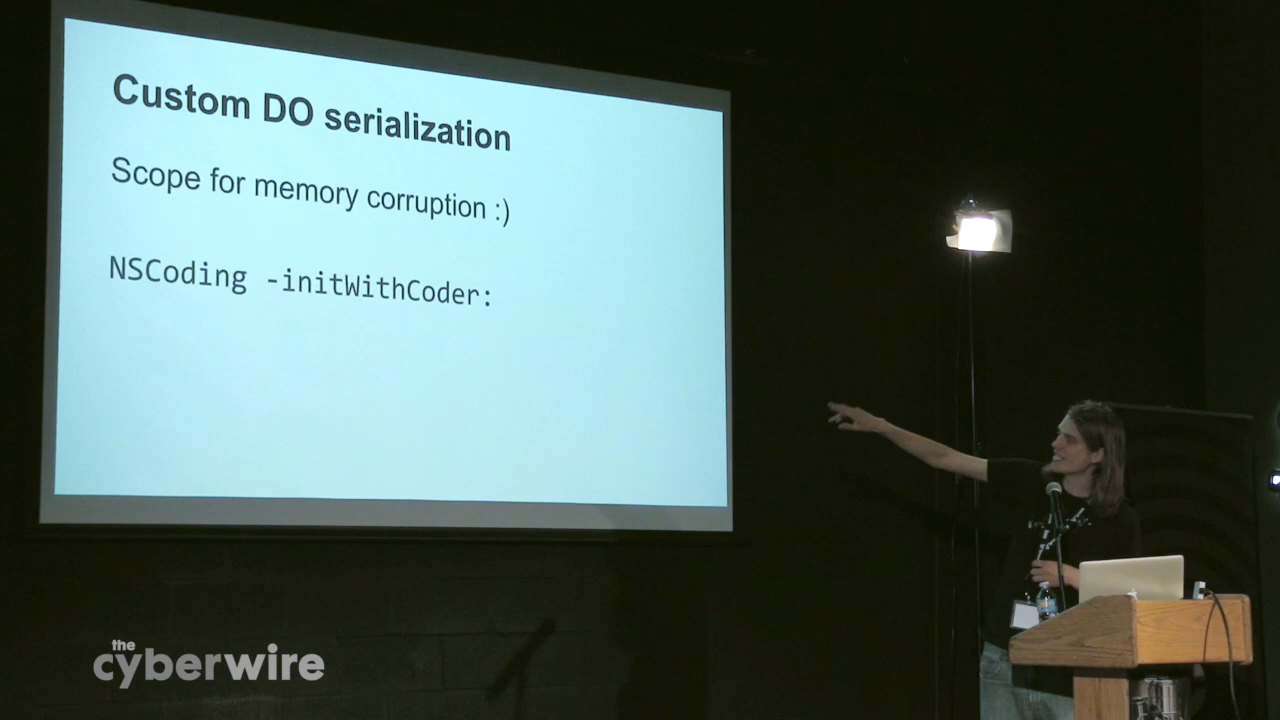 Custom DO serialization
Scope for memory corruption :)
NSCoding -initWithCoder:
the
cyberwire